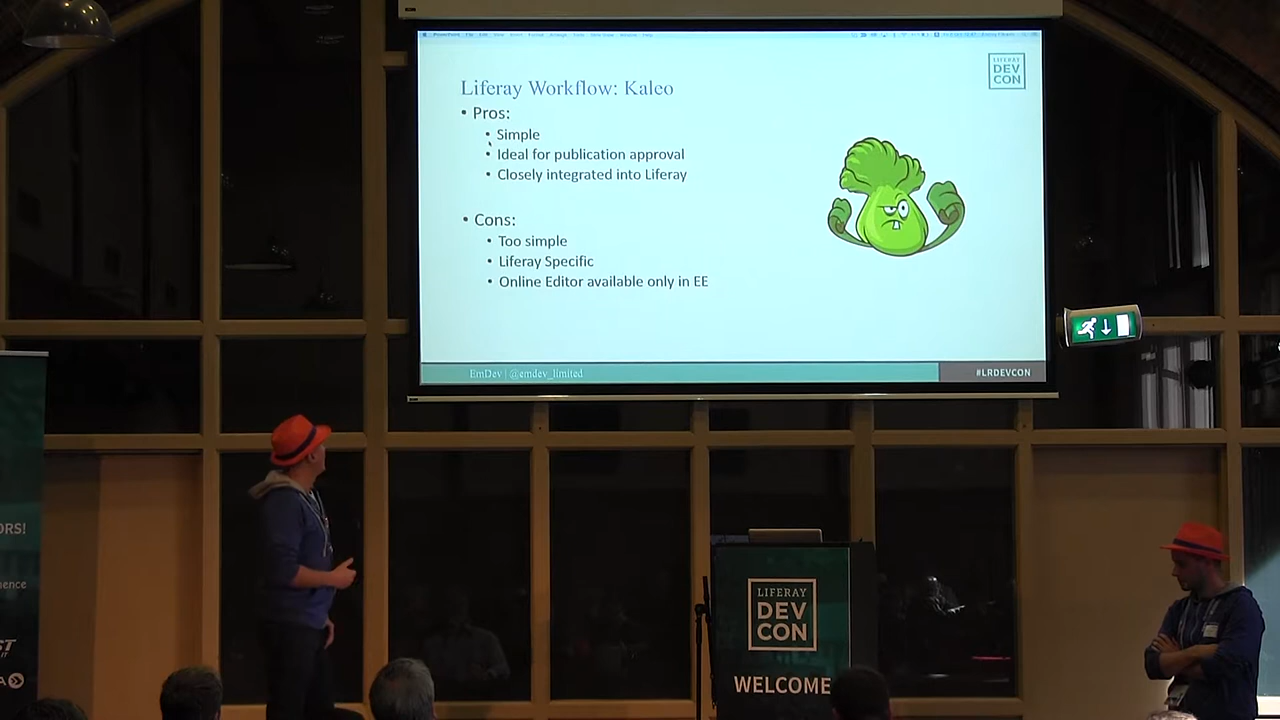 LIFERAY
DEV
CON
Liferay Workflow: Kaleo
• Pros:
• Simple
• Ideal for publication approval
• Closely integrated into Liferay
• Cons:
• Too simple
• Liferay Specific
• Online Editor available only in EE
EmDev | @emdev_limited
#LRDEVCON
ORS!
LIFERAY
DEV
CON
WELCOME